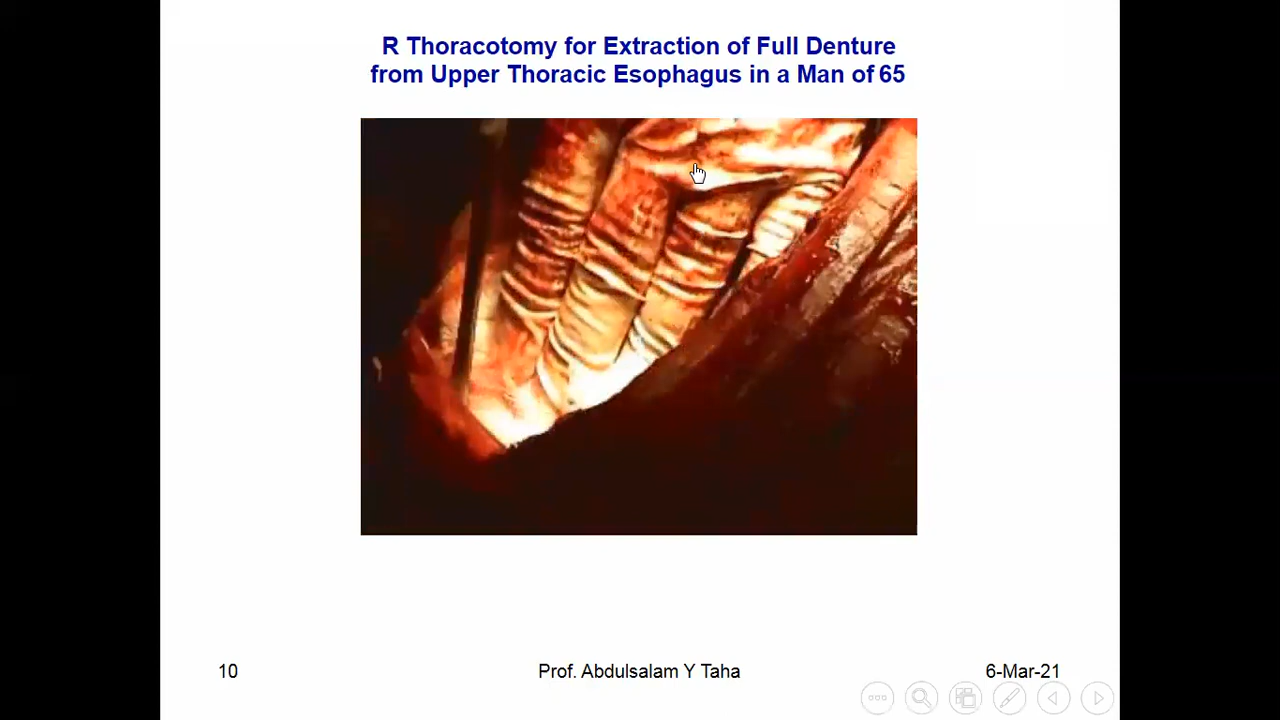 R Thoracotomy for Extraction of Full Denture
from Upper Thoracic Esophagus in a Man of 65
10
Prof. Abdulsalam Y Taha
6-Mar-21